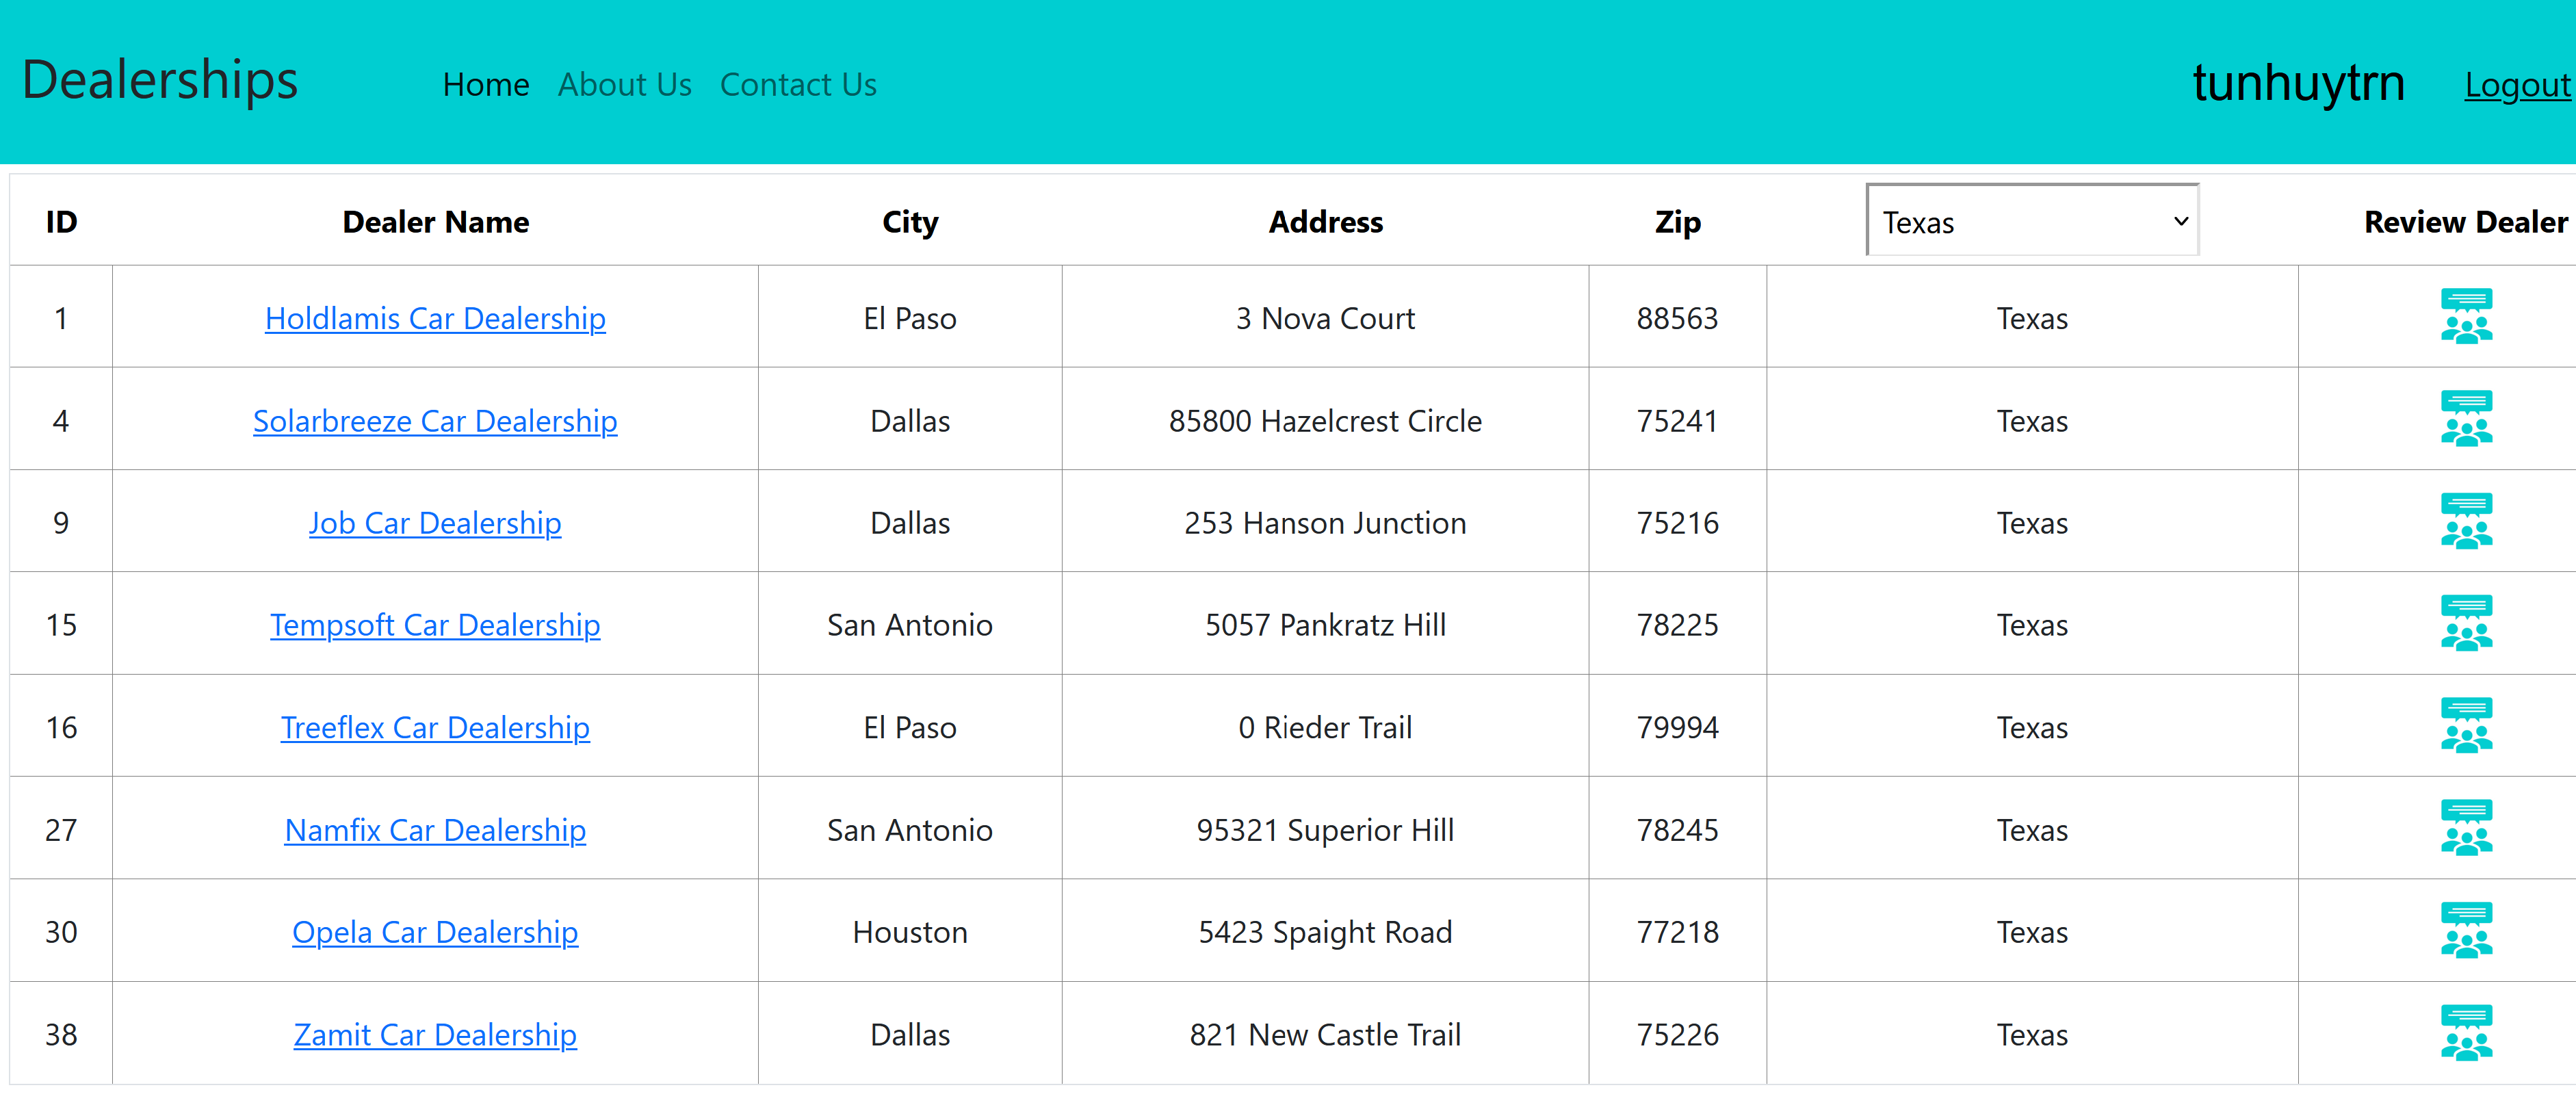 Dealerships Home About Us Contact Us tunhuytrn Logout
ID Dealer Name City Address Zip Texas Review Dealer
1 Holdlamis Car Dealership El Paso 3 Nova Court 88563 Texas
4 Solarbreeze Car Dealership Dallas 85800 Hazelcrest Circle 75241 Texas
9 Job Car Dealership Dallas 253 Hanson Junction 75216 Texas
15 Tempsoft Car Dealership San Antonio 5057 Pankratz Hill 78225 Texas
16 Treeflex Car Dealership El Paso 0 Rieder Trail 79994 Texas
27 Namfix Car Dealership San Antonio 95321 Superior Hill 78245 Texas
30 Opela Car Dealership Houston 5423 Spaight Road 77218 Texas
38 Zamit Car Dealership Dallas 821 New Castle Trail 75226 Texas